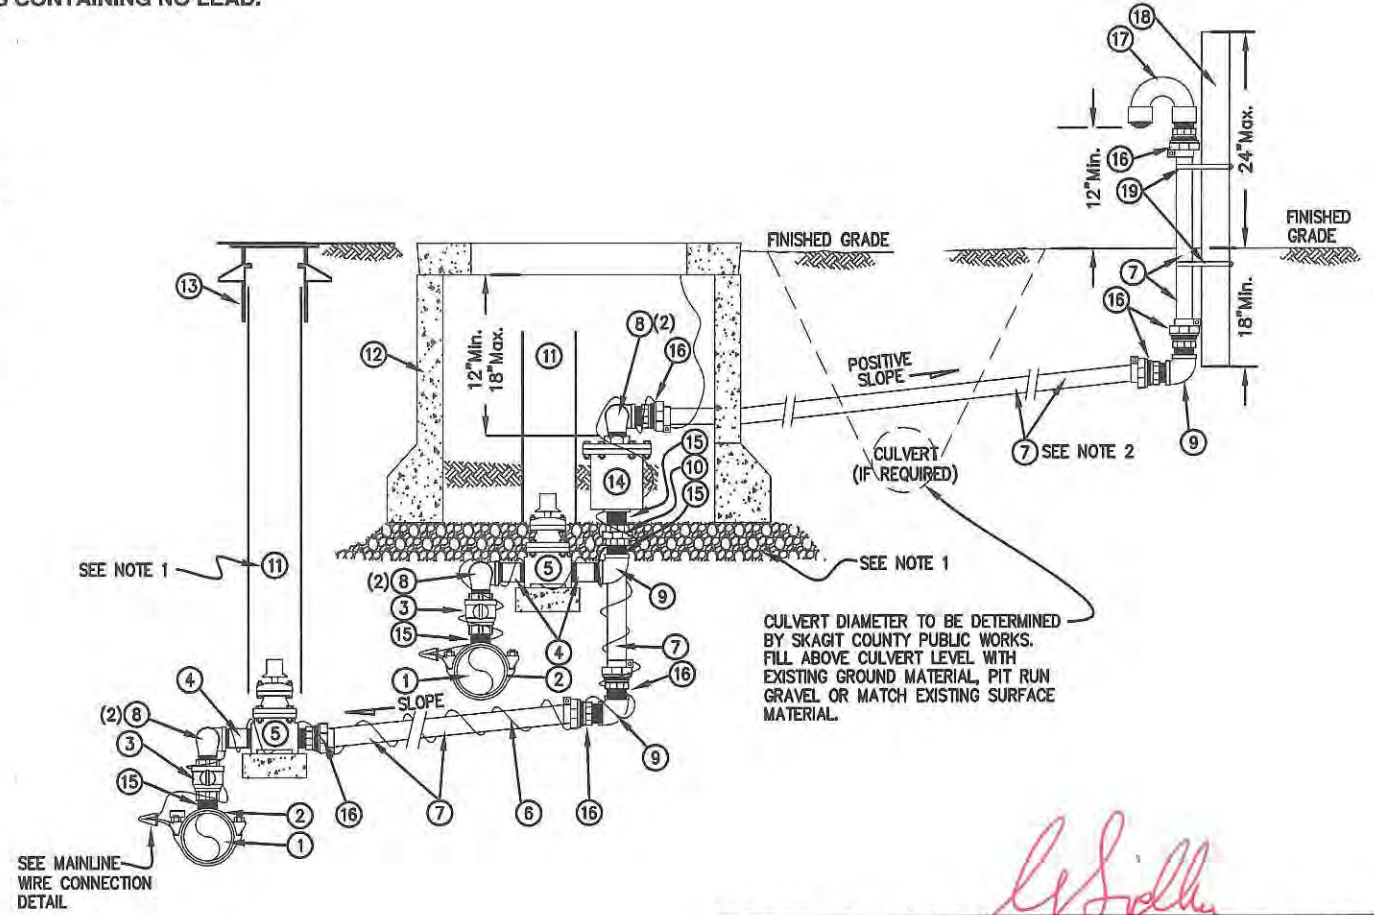 CONTAINING NO LEAD.
18
17
24"Max.
12"Min.
16
19
FINISHED GRADE
FINISHED
GRADE
13
7
16
18"Min.
12
12"Min.
18"Max.
11
8 (2)
16
POSITIVE
SLOPE
15
10
15
14
CULVERT
(IF REQUIRED)
7 SEE NOTE 2
9
SEE NOTE 1
11
(2) 8
5
3
15
9
SEE NOTE 1
4
7
1
2
16
CULVERT DIAMETER TO BE DETERMINED
BY SKAGIT COUNTY PUBLIC WORKS.
FILL ABOVE CULVERT LEVEL WITH
EXISTING GROUND MATERIAL, PIT RUN
GRAVEL OR MATCH EXISTING SURFACE
MATERIAL.
4
SLOPE
(2) 8
5
3
9
15
2
16
7
6
16
1
SEE MAINLINE
WIRE CONNECTION
DETAIL